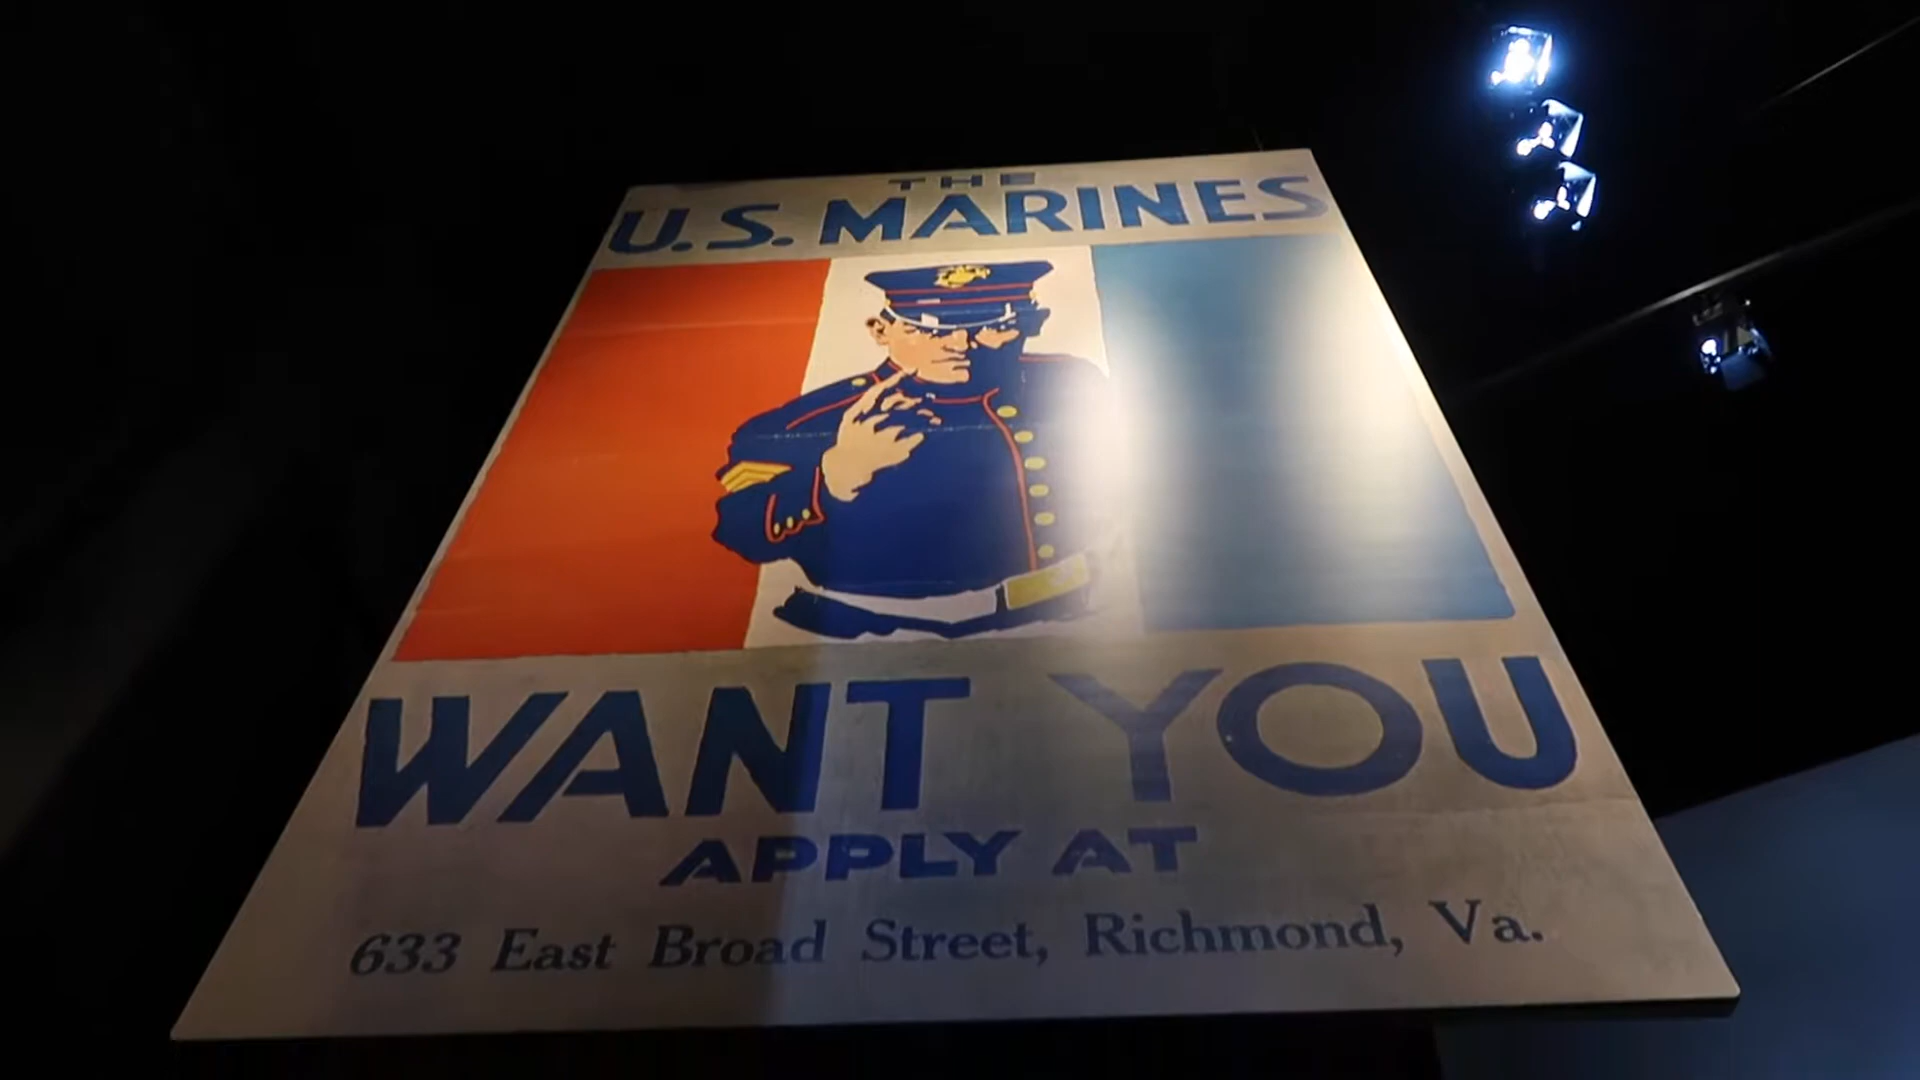 THE
U.S. MARINES
WANT YOU
APPLY AT
633 East Broad Street, Richmond, Va.